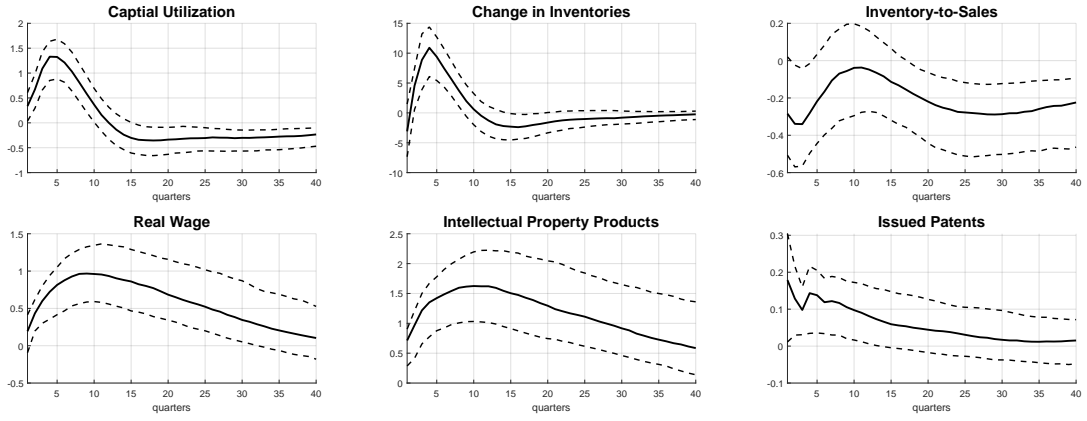 Captial Utilization
2
1.5
1
0.5
0
-0.5
-1
5 10 15 20 25 30 35 40
quarters
Change in Inventories
15
10
5
0
-5
-10
5 10 15 20 25 30 35 40
quarters
Inventory-to-Sales
0.2
0
-0.2
-0.4
-0.6
5 10 15 20 25 30 35 40
quarters
Real Wage
1.5
1
0.5
0
-0.5
5 10 15 20 25 30 35 40
quarters
Intellectual Property Products
2.5
2
1.5
1
0.5
0
5 10 15 20 25 30 35 40
quarters
Issued Patents
0.3
0.2
0.1
0
-0.1
5 10 15 20 25 30 35 40
quarters